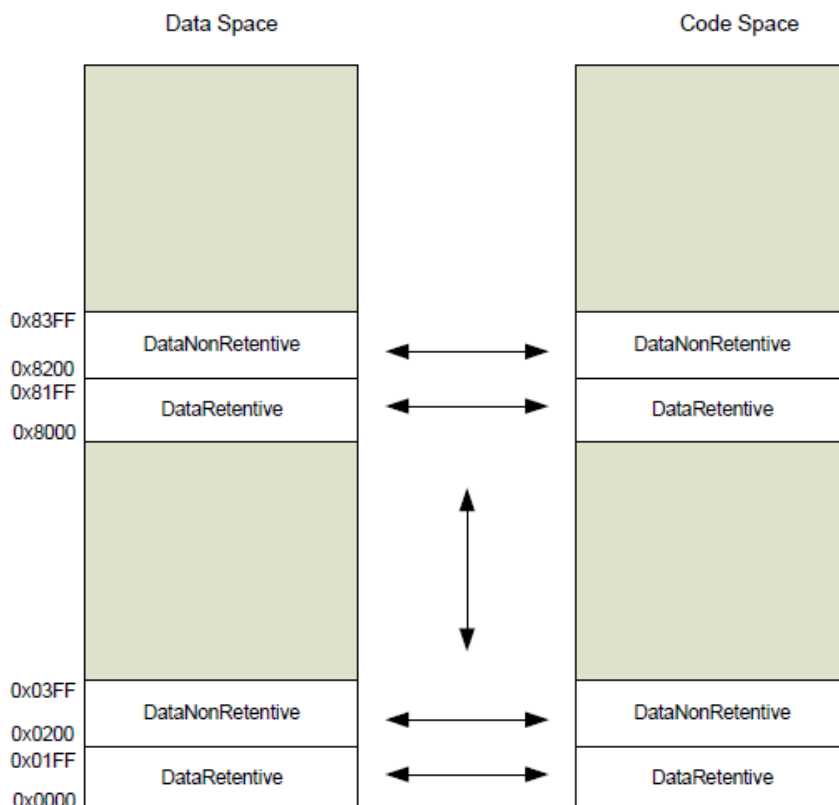 Data Space
Code Space
0x83FF
DataNonRetentive
DataNonRetentive
0x8200
0x81FF
DataRetentive
DataRetentive
0x8000
0x03FF
DataNonRetentive
DataNonRetentive
0x0200
0x01FF
DataRetentive
DataRetentive
0x0000